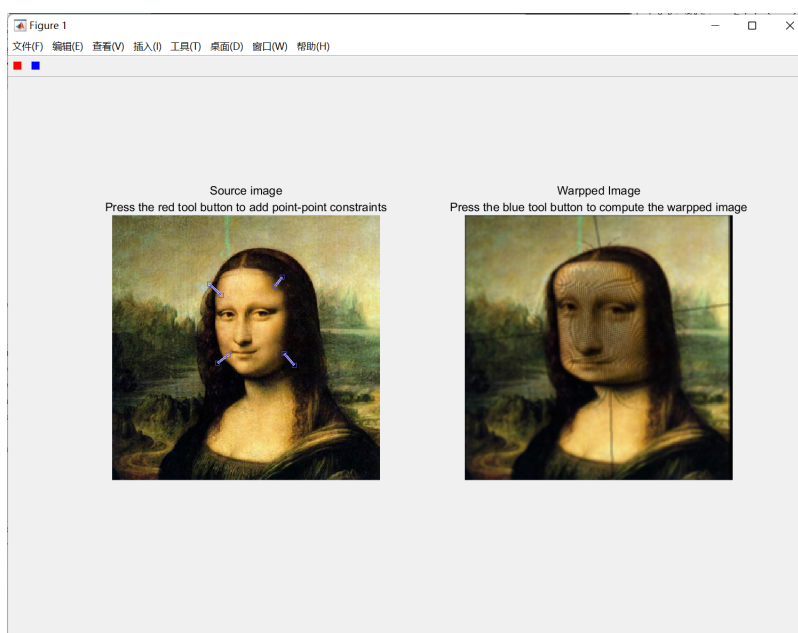 Figure 1
文件(F) 编辑(E) 查看(V) 插入(I) 工具(T) 桌面(D) 窗口(W) 帮助(H)
Source image
Press the red tool button to add point-point constraints
Warpped Image
Press the blue tool button to compute the warpped image